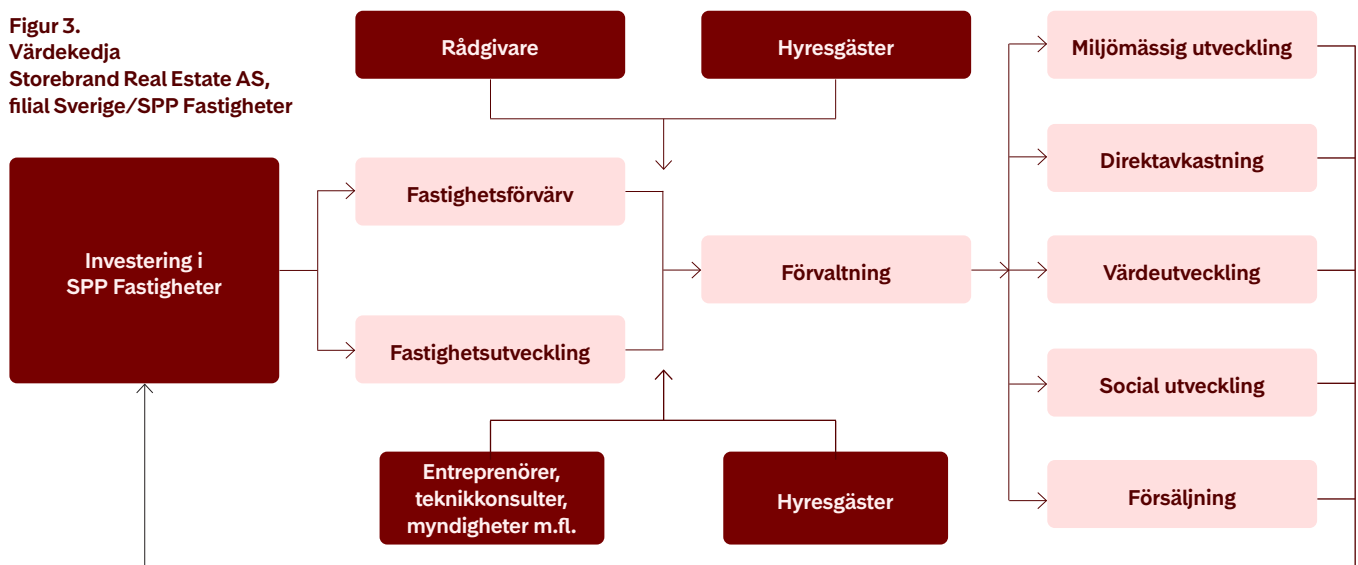 Figur 3.
Värdekedja
Storebrand Real Estate AS,
filial Sverige/SPP Fastigheter
Rådgivare
Hyresgäster
Investering i
SPP Fastigheter
Fastighetsförvärv
Fastighetsutveckling
Förvaltning
Entreprenörer,
teknikkonsulter,
myndigheter m.fl.
Hyresgäster
Miljömässig utveckling
Direktavkastning
Värdeutveckling
Social utveckling
Försäljning